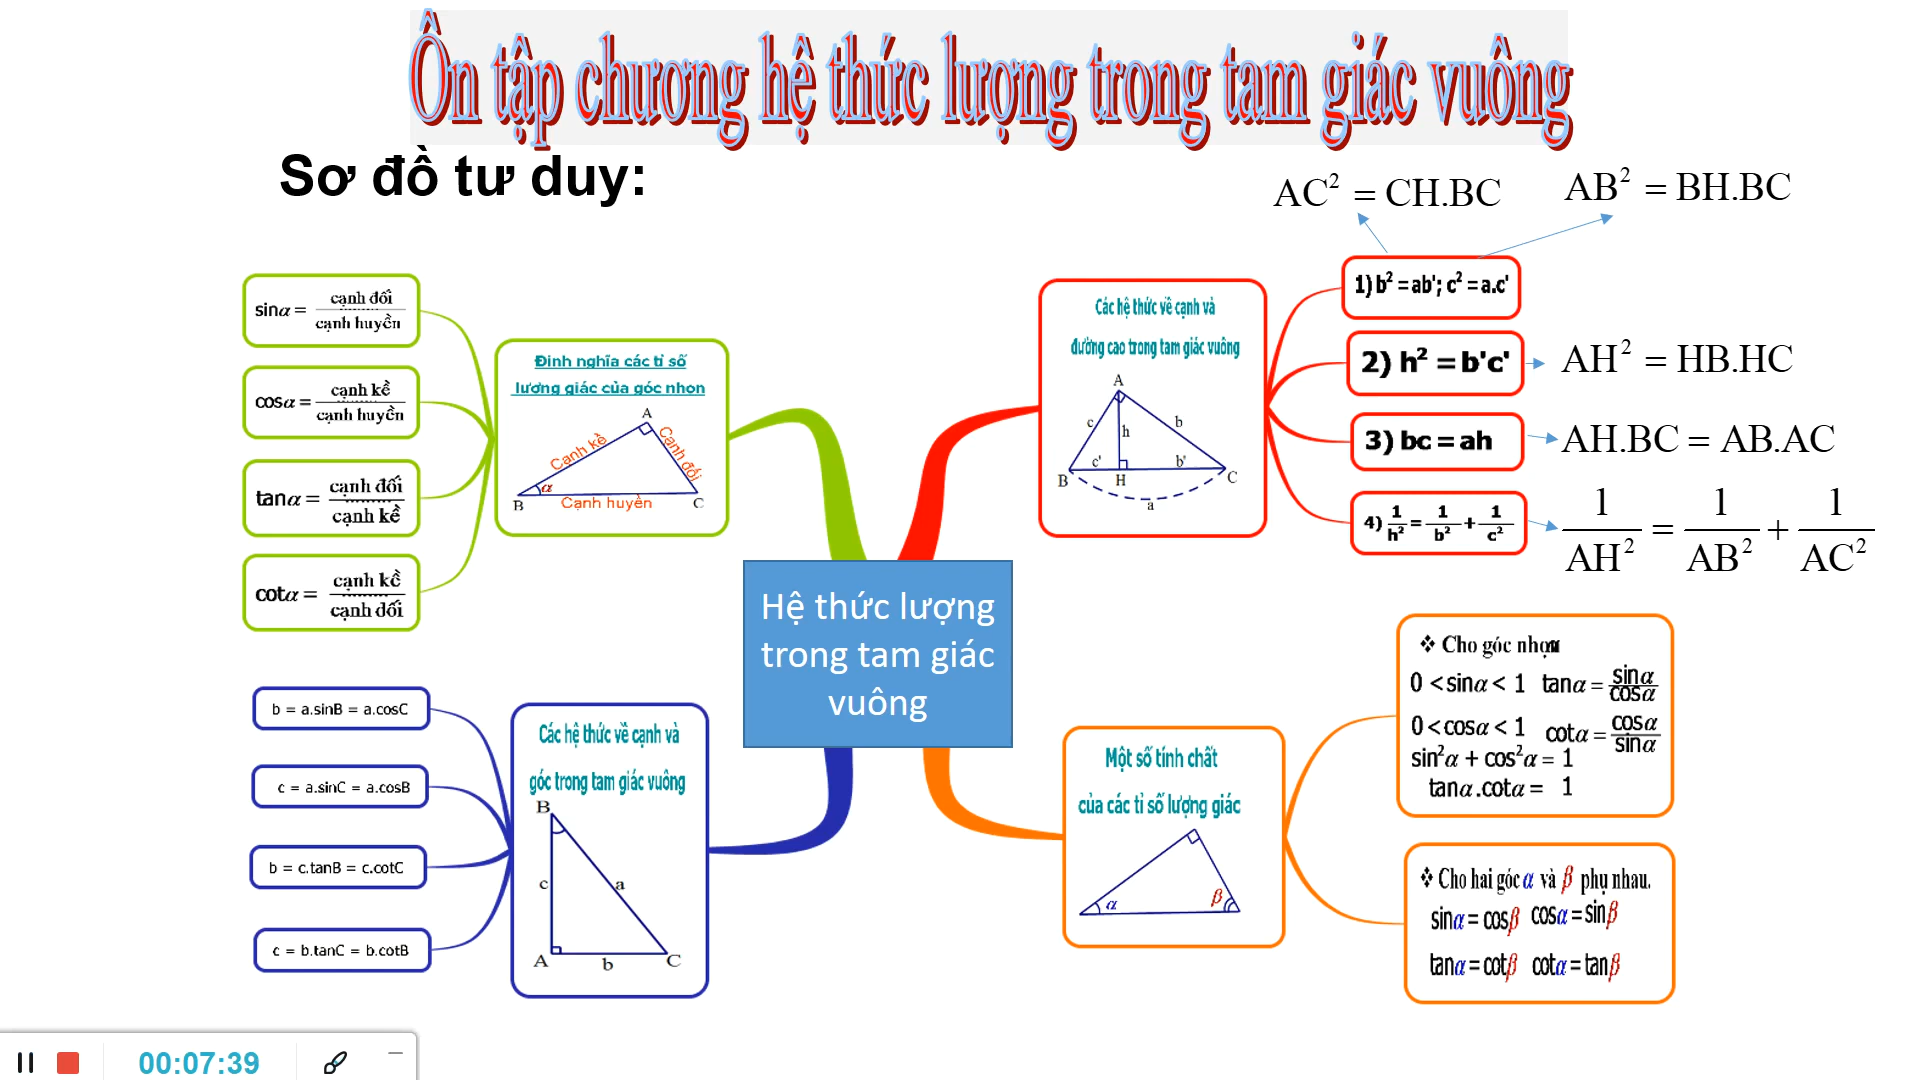 Ôn tập chương hệ thức lượng trong tam giác vuông
Sơ đồ tư duy:
AC² = CH.BC
AB² = BH.BC
sinα = cạnh đối / cạnh huyền
cosα = cạnh kề / cạnh huyền
tanα = cạnh đối / cạnh kề
cotα = cạnh kề / cạnh đối
Định nghĩa các tỉ số
lượng giác của góc nhọn
A
Cạnh kề
Cạnh đối
α
B
Cạnh huyền
C
Các hệ thức về cạnh và
đường cao trong tam giác vuông
A
c
h
b
c'
b'
B
H
C
a
1) b² = ab'; c² = a.c'
2) h² = b'c'
AH² = HB.HC
3) bc = ah
AH.BC = AB.AC
4) 1/h² = 1/b² + 1/c²
1/AH² = 1/AB² + 1/AC²
Hệ thức lượng
trong tam giác
vuông
b = a.sinB = a.cosC
c = a.sinC = a.cosB
b = c.tanB = c.cotC
c = b.tanC = b.cotB
Các hệ thức về cạnh và
góc trong tam giác vuông
B
c
a
A
b
C
Một số tính chất
của các tỉ số lượng giác
α
β
❖ Cho góc nhọn
0 < sinα < 1 tanα = sinα / cosα
0 < cosα < 1 cotα = cosα / sinα
sin²α + cos²α = 1
tanα.cotα = 1
❖ Cho hai góc α và β phụ nhau.
sinα = cosβ cosα = sinβ
tanα = cotβ cotα = tanβ
00:07:39